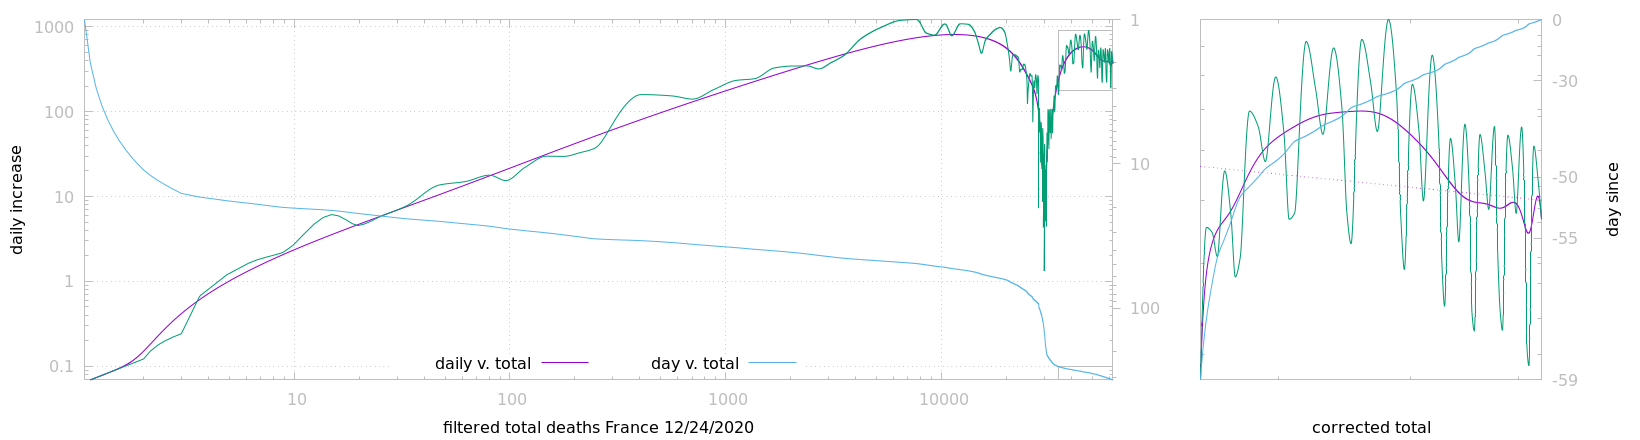 1000
100
10
1
0.1
daily increase
10
100
1000
10000
filtered total deaths France 12/24/2020
daily v. total
day v. total
1
10
100
0
-30
-50
-55
-59
day since
corrected total